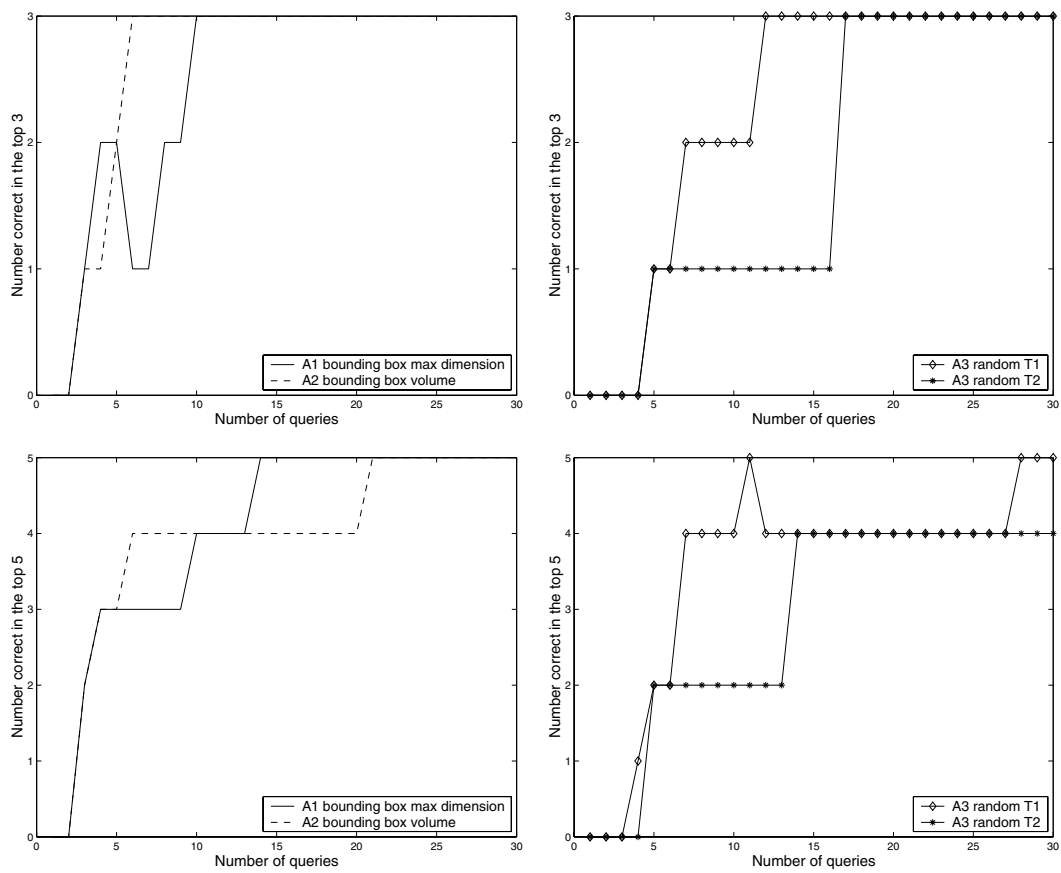 3
2
1
0
Number correct in the top 3
A1 bounding box max dimension
A2 bounding box volume
0 5 10 15 20 25 30
Number of queries
3
2
1
0
Number correct in the top 3
A3 random T1
A3 random T2
0 5 10 15 20 25 30
Number of queries
5
4
3
2
1
0
Number correct in the top 5
A1 bounding box max dimension
A2 bounding box volume
0 5 10 15 20 25 30
Number of queries
5
4
3
2
1
0
Number correct in the top 5
A3 random T1
A3 random T2
0 5 10 15 20 25 30
Number of queries